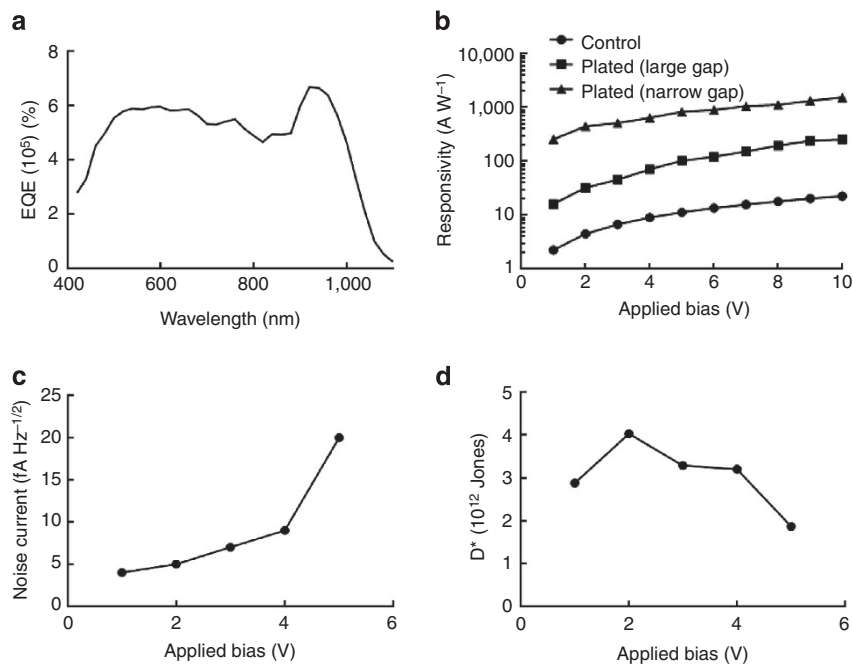 a
8
6
4
2
0
EQE (10⁵) (%)
400 600 800 1,000
Wavelength (nm)
b
Control
Plated (large gap)
Plated (narrow gap)
10,000
1,000
100
10
1
Responsivity (A W⁻¹)
2 4 6 8 10
Applied bias (V)
c
25
20
15
10
5
0
Noise current (fA Hz⁻¹/²)
0 2 4 6
Applied bias (V)
d
5
4
3
2
1
0
D* (10¹² Jones)
0 2 4 6
Applied bias (V)